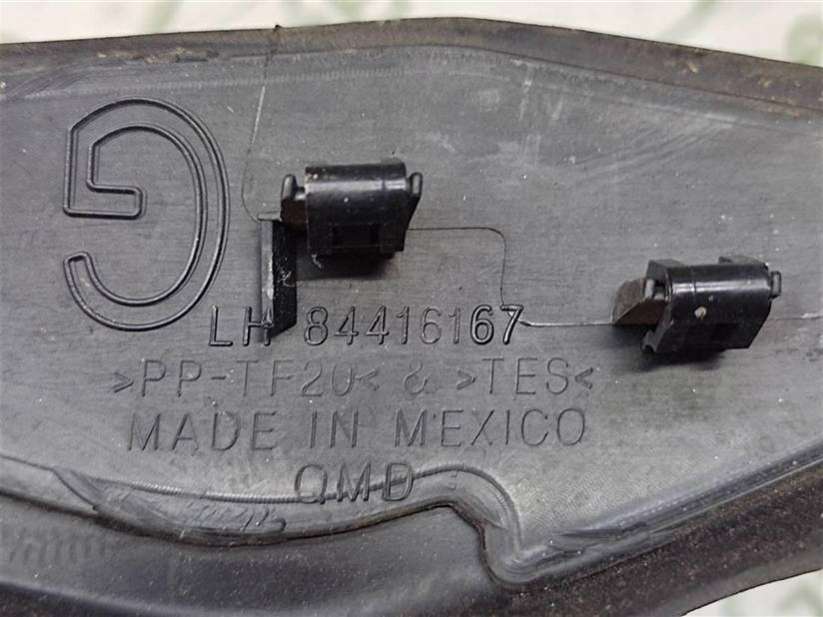 LH 84416167
>PP-TF20< & >TES<
MADE IN MEXICO
QMD